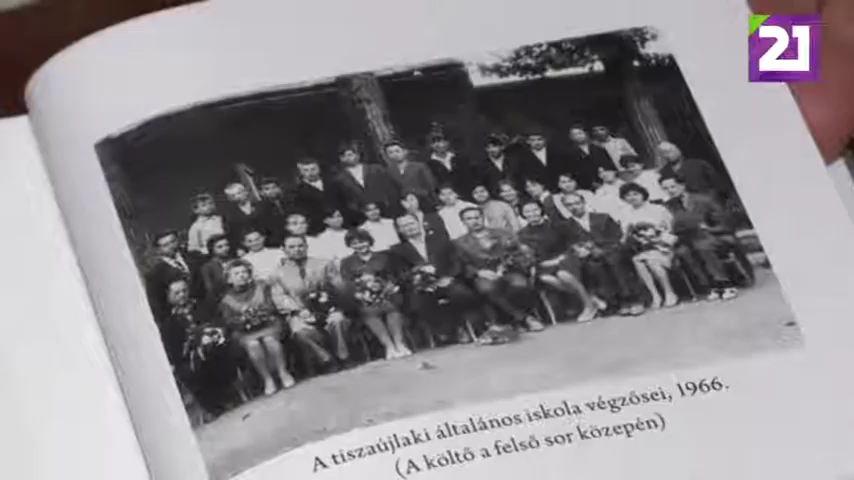 21
A tiszaújlaki általános iskola végzősei, 1966.
(A költő a felső sor közepén)